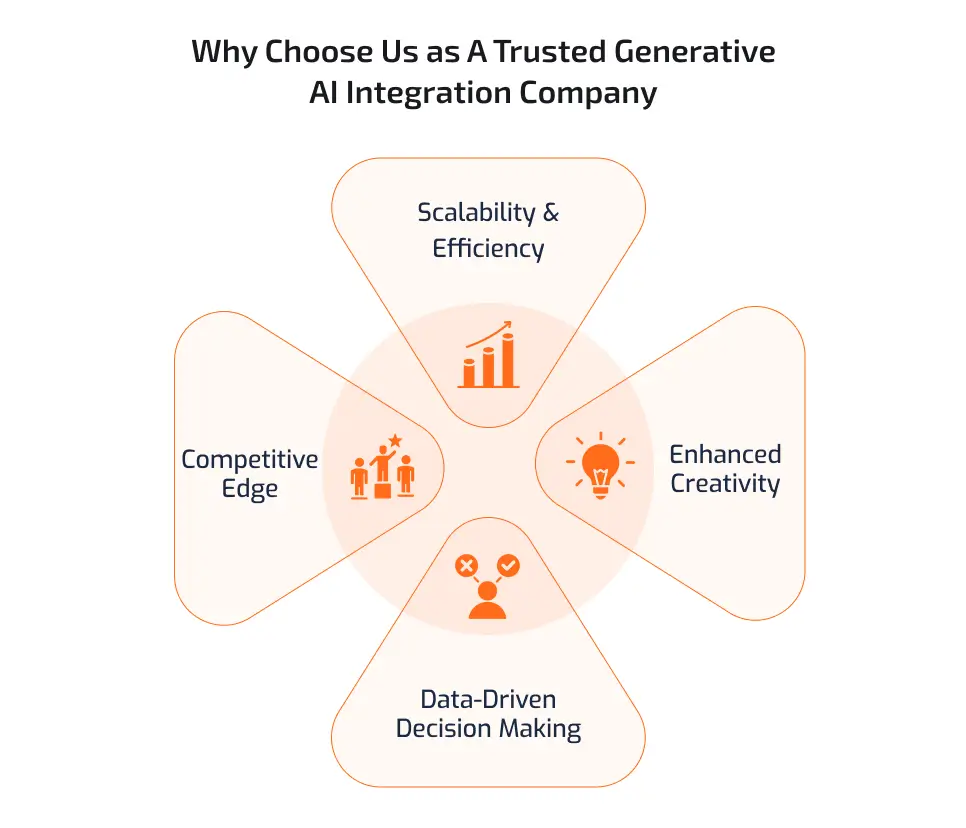 Why Choose Us as A Trusted Generative
AI Integration Company
Scalability &
Efficiency
Competitive
Edge
Enhanced
Creativity
Data-Driven
Decision Making